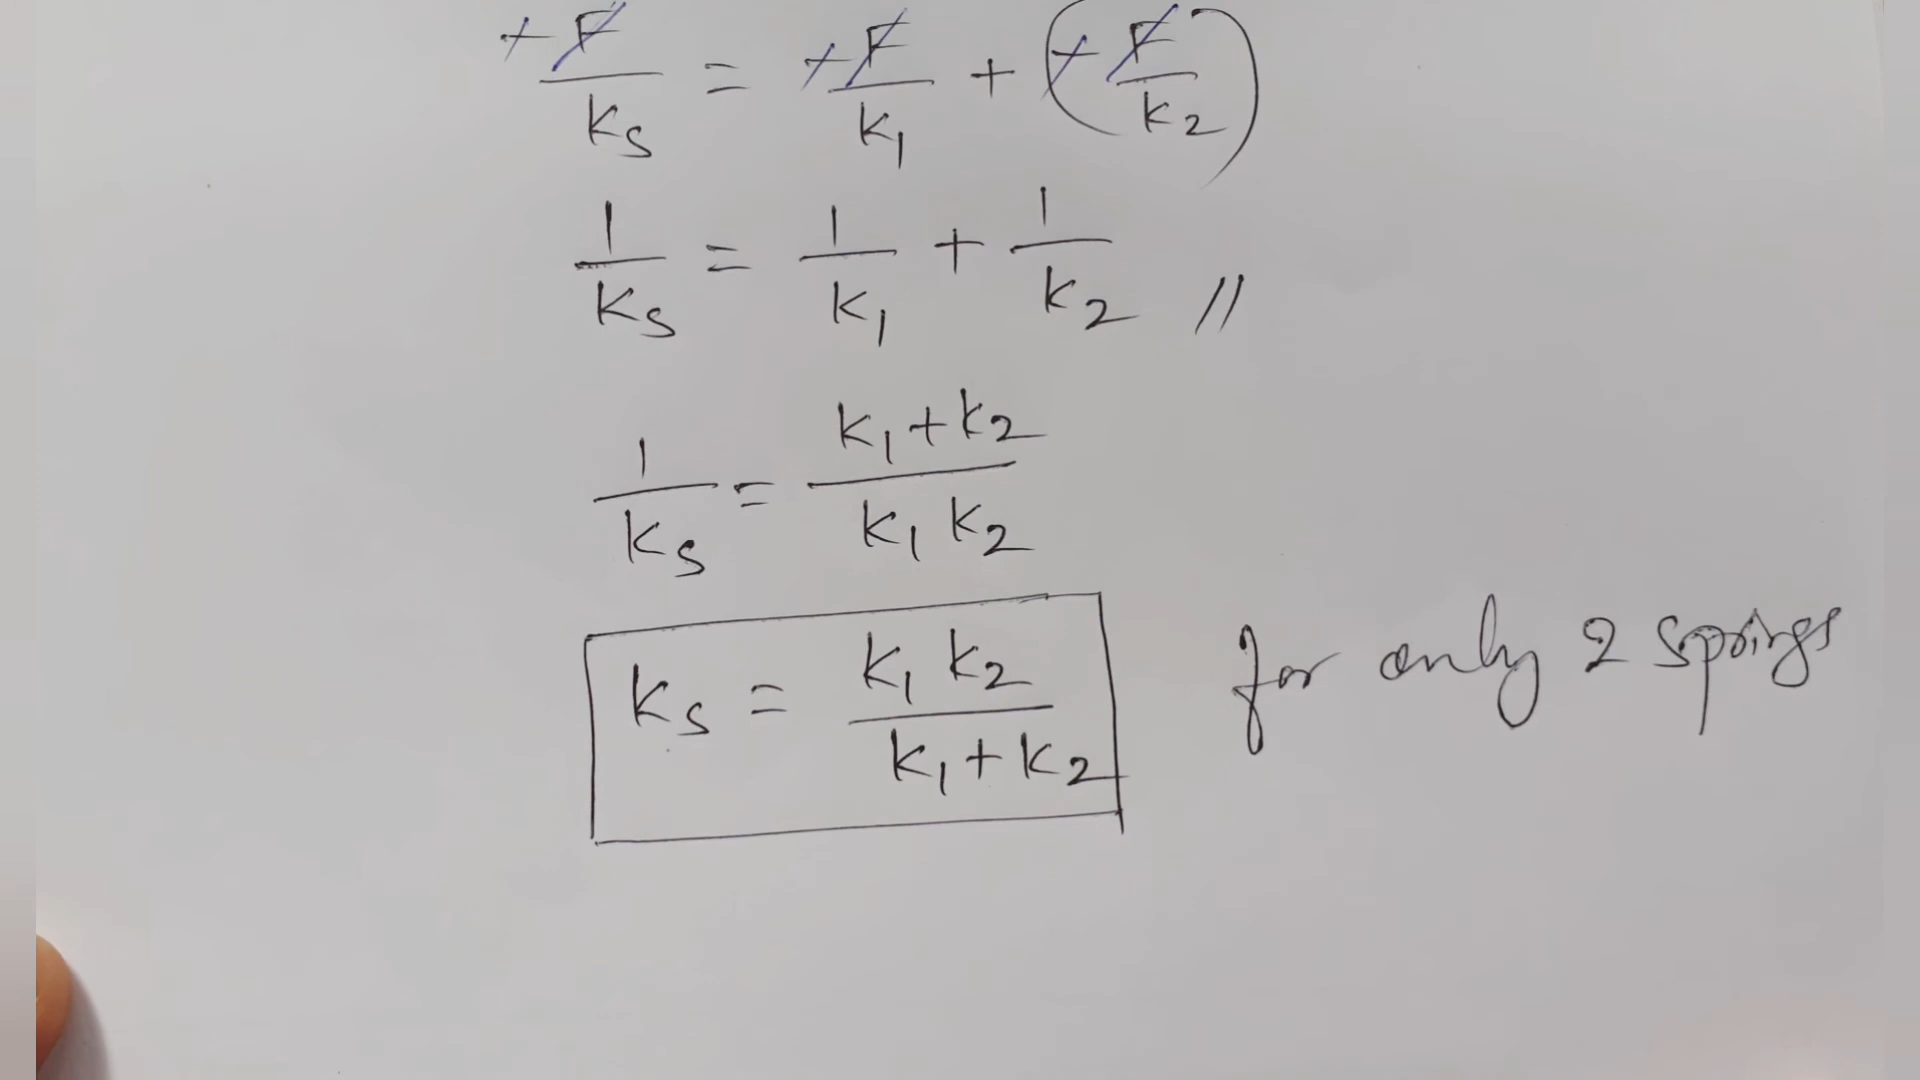 -F/Ks = -F/K1 + (-F/K2)
1/Ks = 1/K1 + 1/K2 //
1/Ks = K1+K2/K1 K2
Ks = K1 K2/K1+K2 for only 2 springs